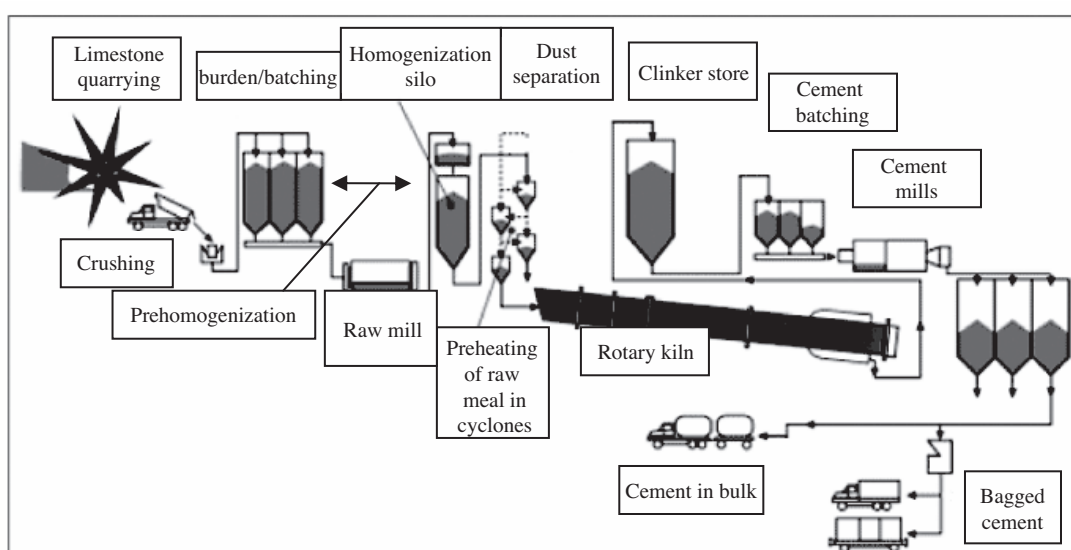 Limestone
quarrying
burden/batching
Homogenization
silo
Dust
separation
Clinker store
Cement
batching
Cement
mills
Crushing
Prehomogenization
Raw mill
Preheating
of raw
meal in
cyclones
Rotary kiln
Cement in bulk
Bagged
cement